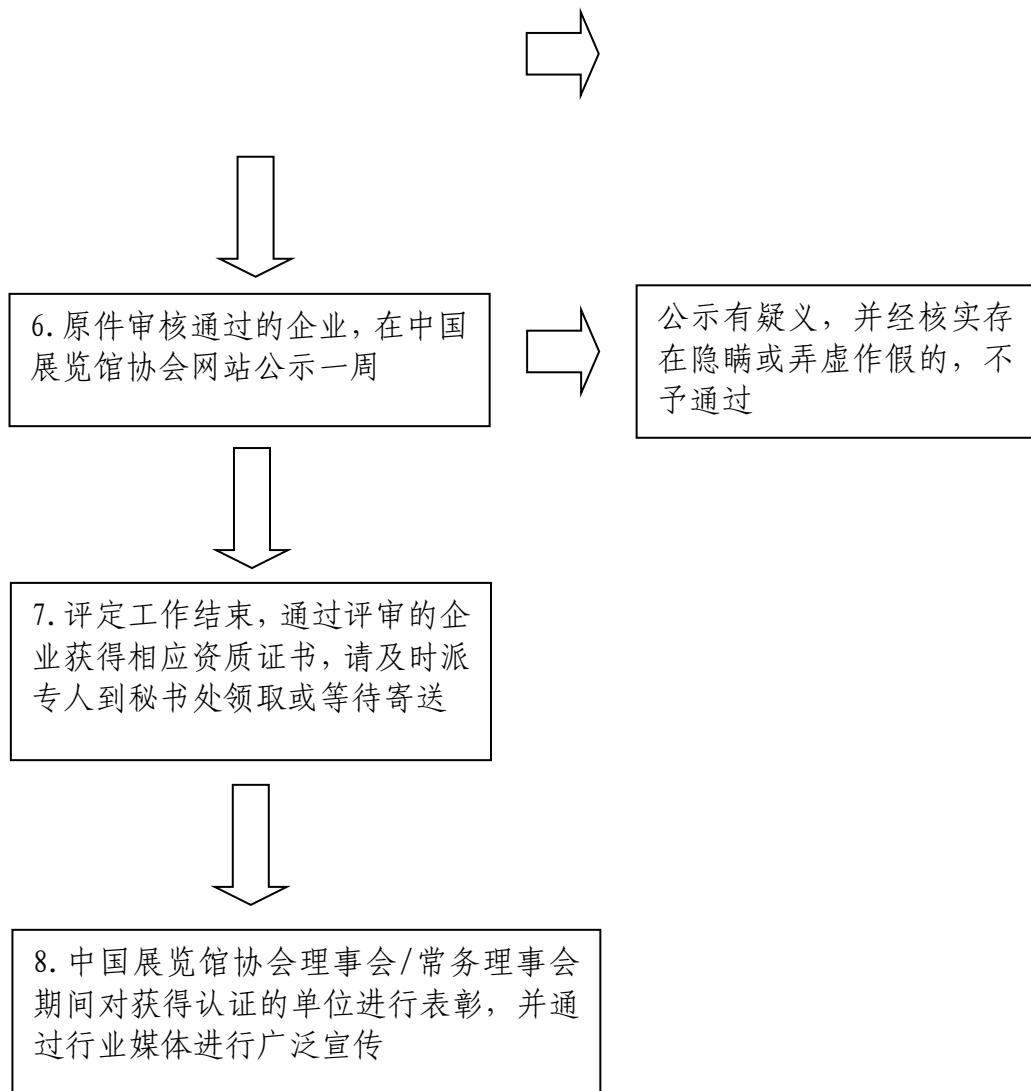 6.原件审核通过的企业,在中国
展览馆协会网站公示一周
公示有疑义，并经核实存
在隐瞒或弄虚作假的，不
予通过
7.评定工作结束,通过评审的企
业获得相应资质证书,请及时派
专人到秘书处领取或等待寄送
8.中国展览馆协会理事会/常务理事会
期间对获得认证的单位进行表彰，并通
过行业媒体进行广泛宣传